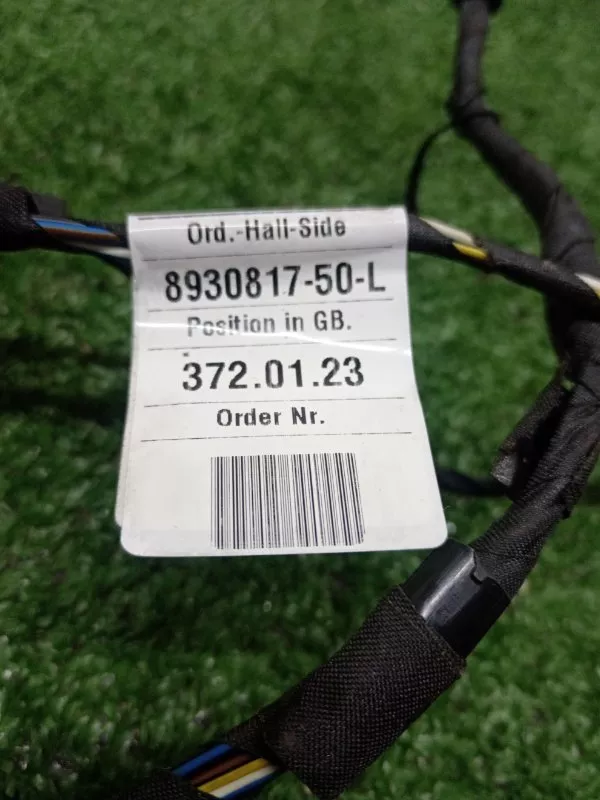 Ord.-Hall-Side
8930817-50-L
Position in GB.
372.01.23
Order Nr.